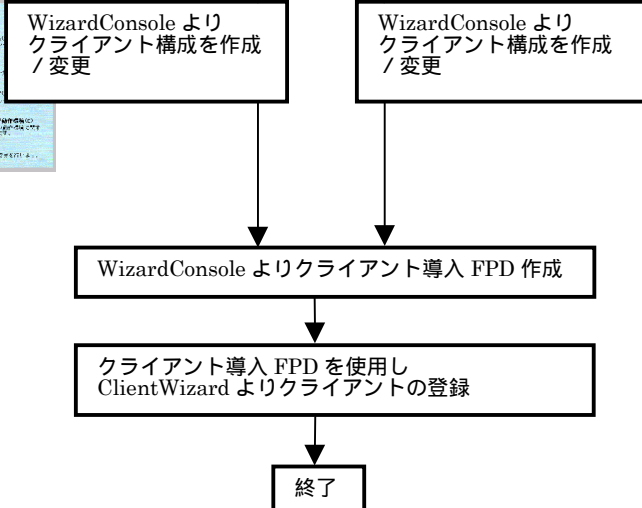 WizardConsole より
クライアント構成を作成
/ 変更
WizardConsole より
クライアント構成を作成
/ 変更
WizardConsole よりクライアント導入 FPD 作成
クライアント導入 FPD を使用し
ClientWizard よりクライアントの登録
終了